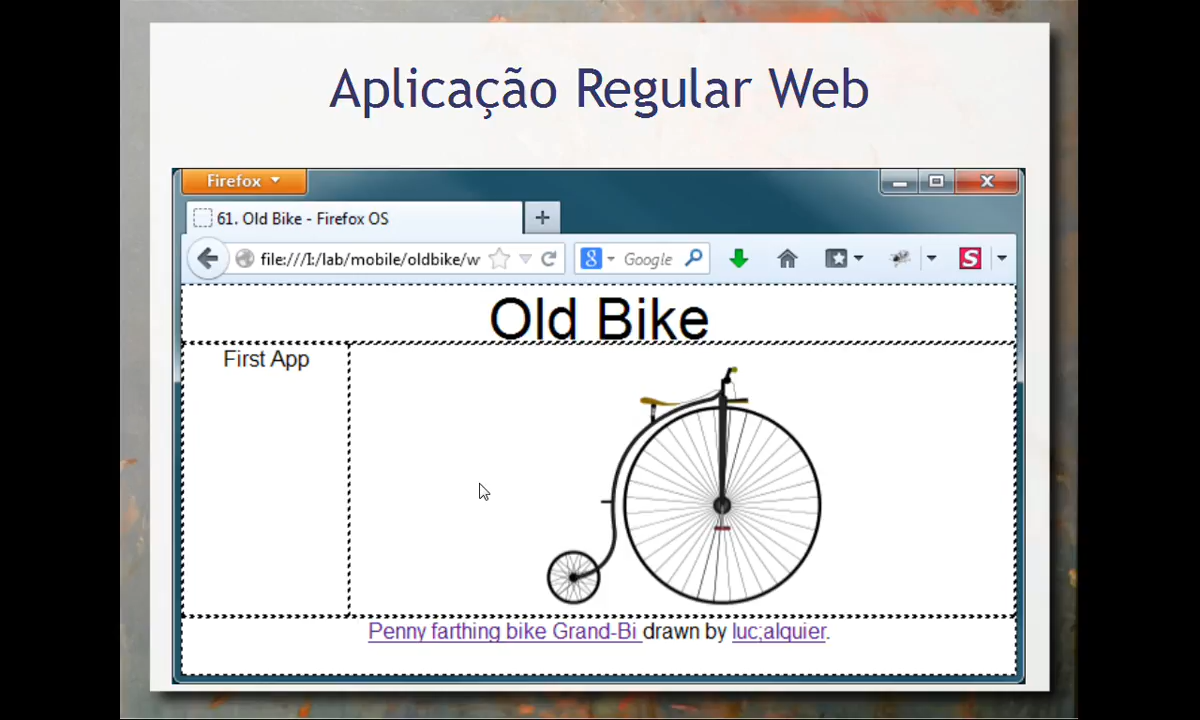 Aplicação Regular Web
Firefox
61. Old Bike - Firefox OS
file:///I:/lab/mobile/oldbike/w
8 Google
S
Old Bike
First App
Penny farthing bike Grand-Bi drawn by luc;alquier.